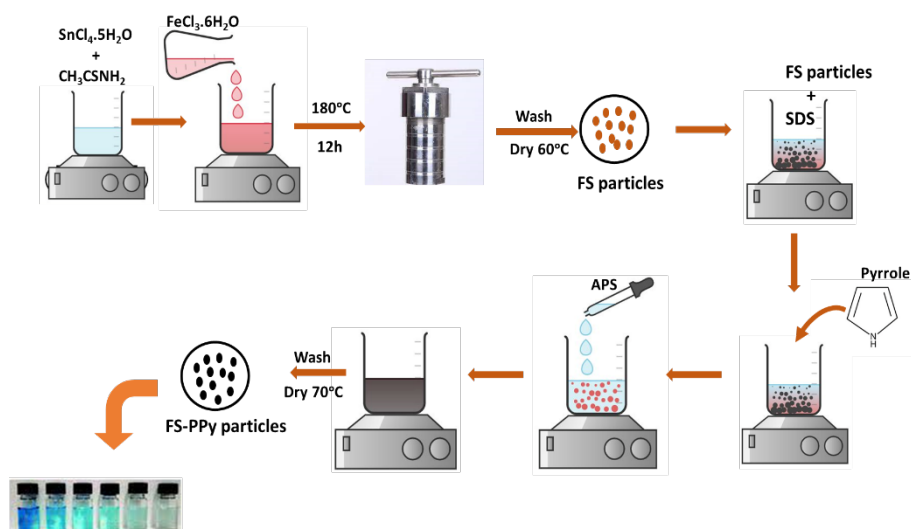 SnCl₄.5H₂O
+
CH₃CSNH₂
FeCl₃.6H₂O
180°C
12h
Wash
Dry 60°C
FS particles
FS particles
+
SDS
Pyrrole
N
H
APS
Wash
Dry 70°C
FS-PPy particles